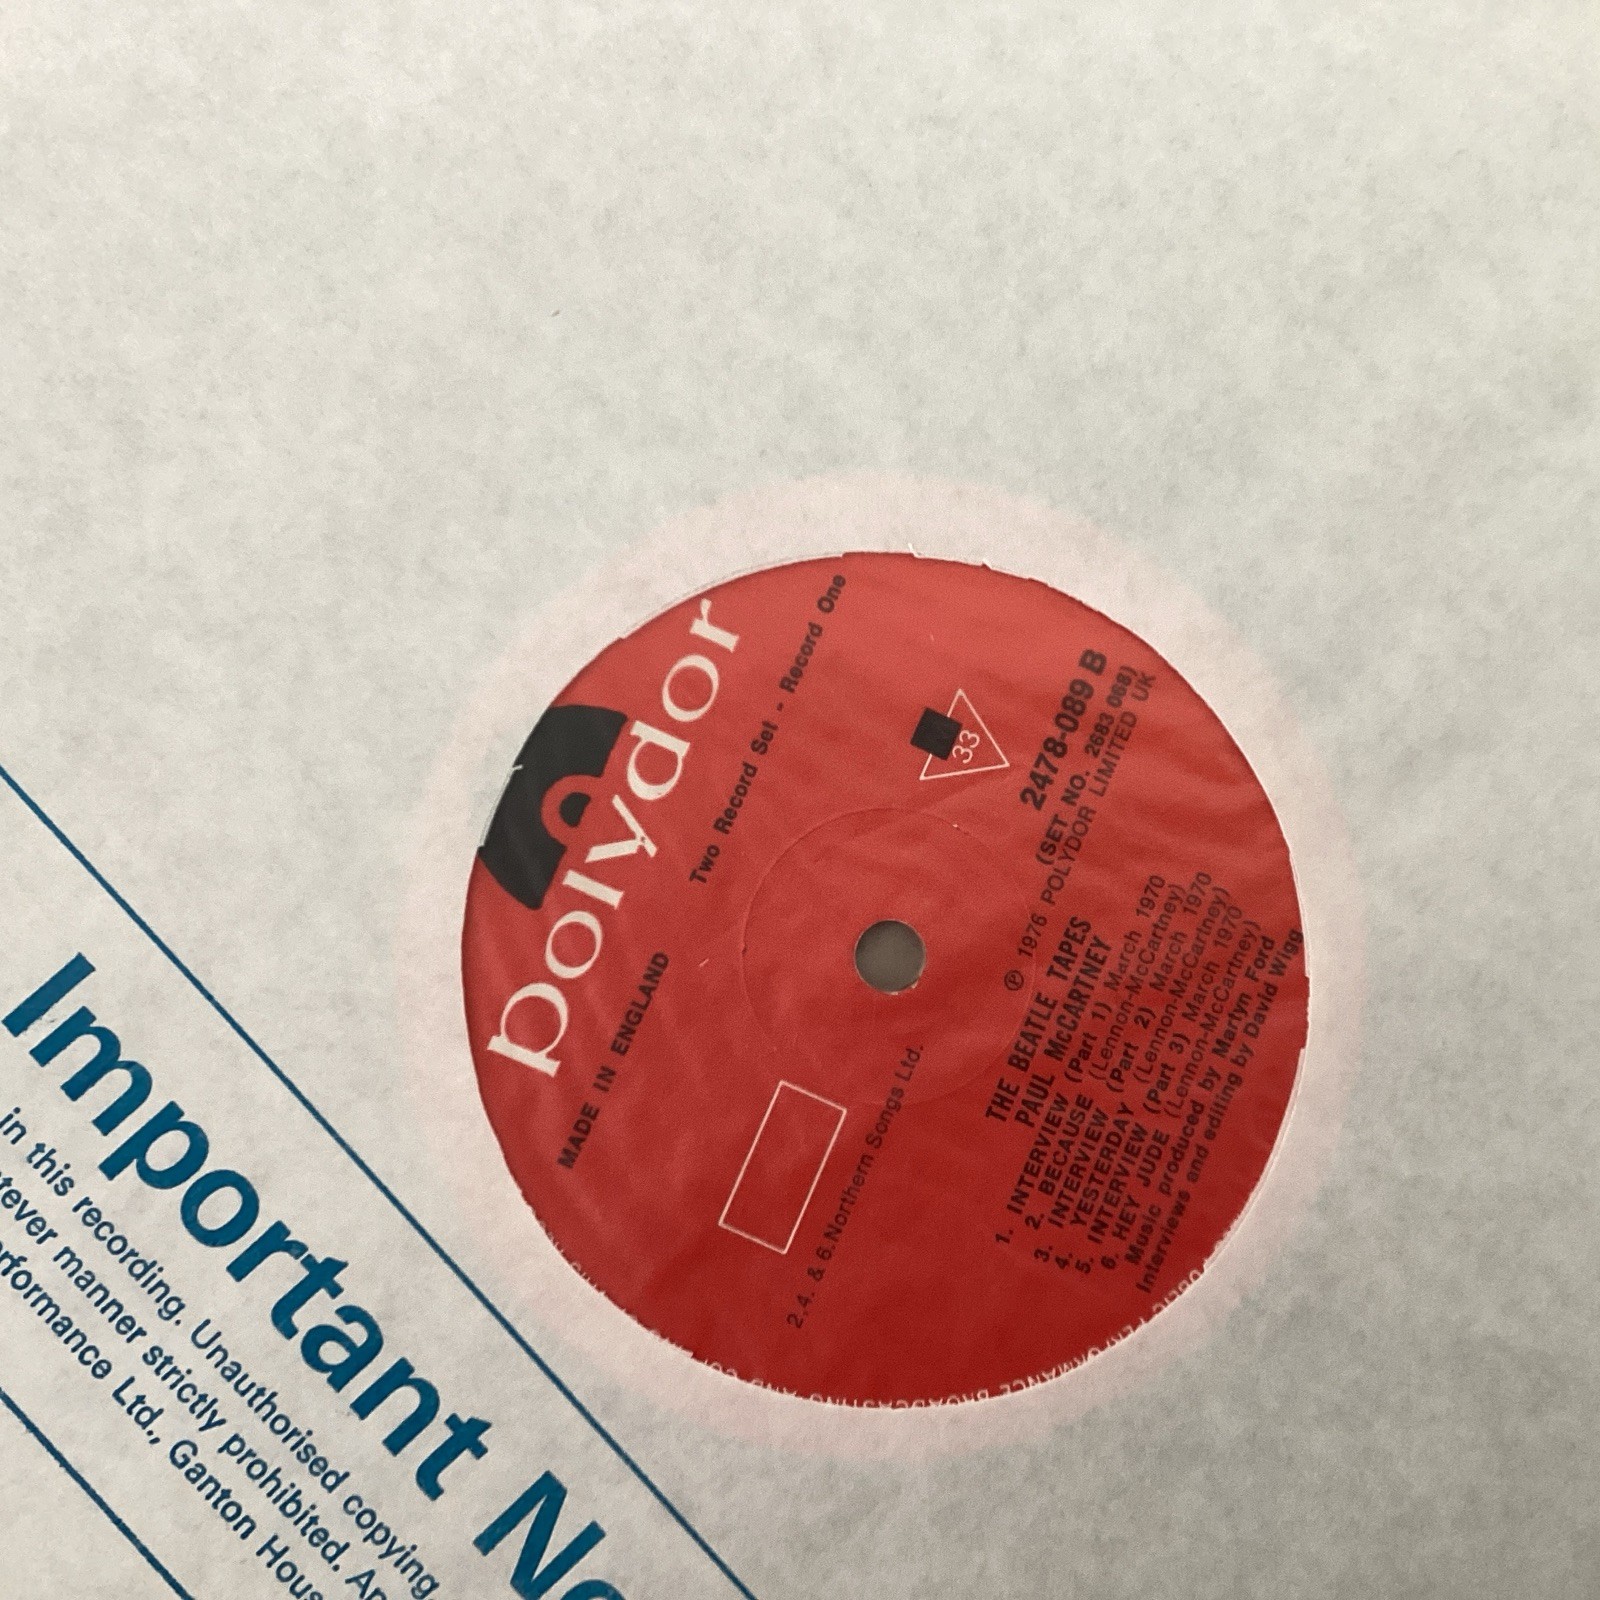 polydor
Two Record Set - Record One
MADE IN ENGLAND
33
2478-089 B
(SET NO. 2683 068)
℗ 1976 POLYDOR LIMITED UK
2.4. & 6. Northern Songs Ltd.
THE BEATLE TAPES
PAUL McCARTNEY
1. INTERVIEW (Part 1) March 1970
2. BECAUSE (Lennon-McCartney)
3. INTERVIEW (Part 2) March 1970
4. YESTERDAY (Lennon-McCartney)
5. INTERVIEW (Part 3) March 1970
6. HEY JUDE (Lennon-McCartney)
Music produced by Martyn Ford
Interviews and editing by David Wigg
PERFORMANCE BROADCASTING AND
Important
in this recording. Unauthorised copying,
manner strictly prohibited.
Ltd., Ganton